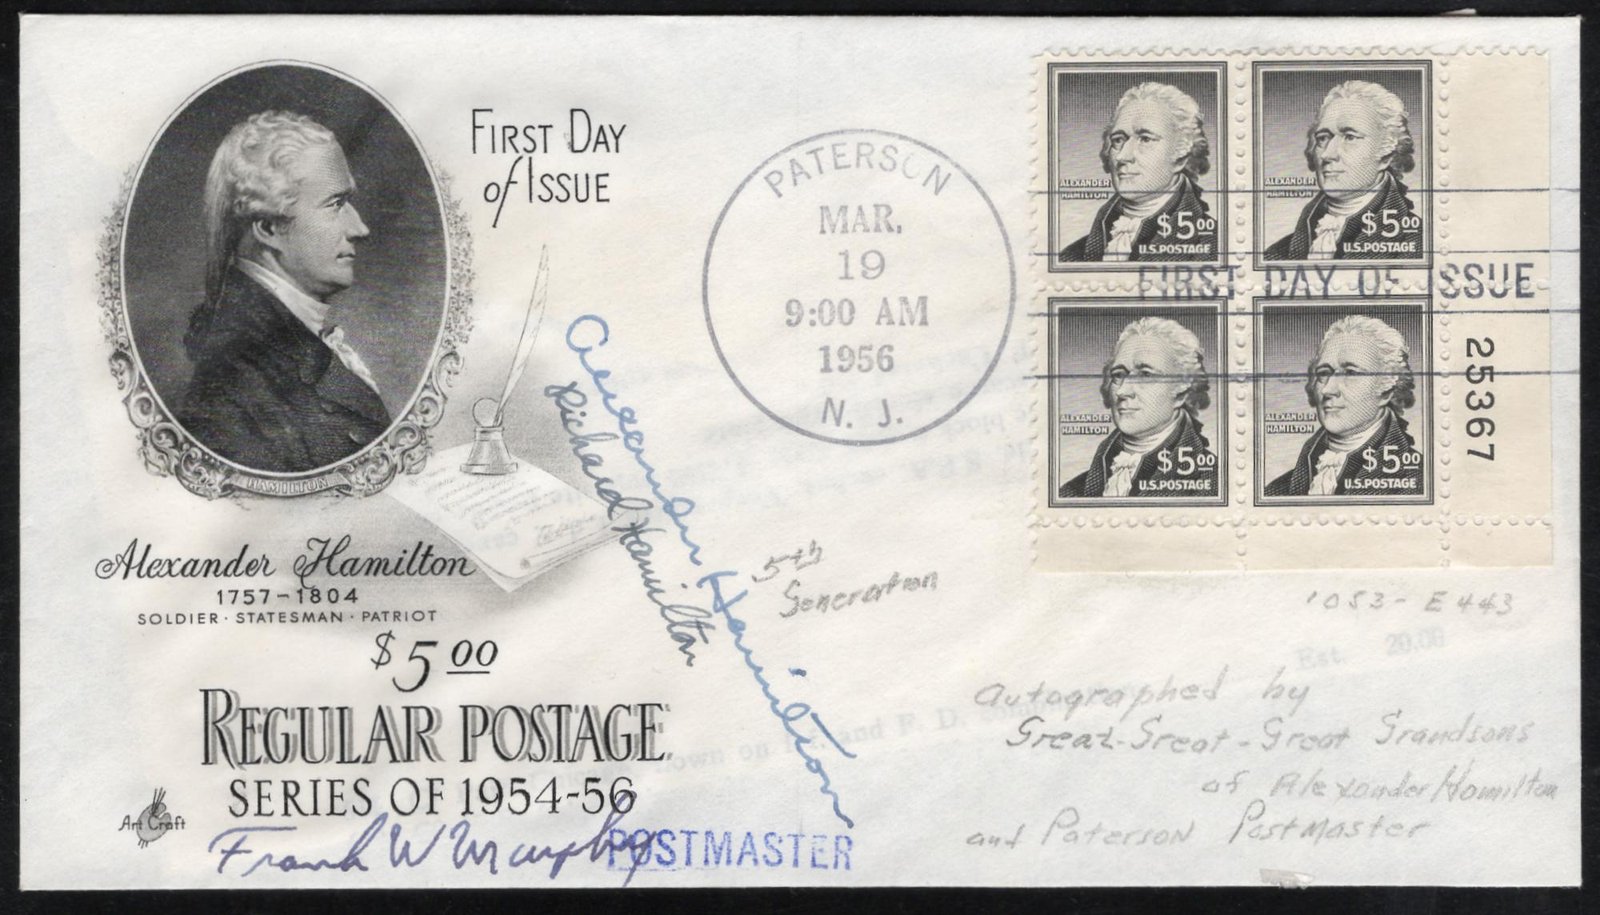 FIRST DAY
of ISSUE
HAMILTON
Alexander Hamilton
1757-1804
SOLDIER · STATESMAN · PATRIOT
$5.00
REGULAR POSTAGE
SERIES OF 1954-56
Art Craft
Frank W Murphy
POSTMASTER
Alexander Hamilton
Richard Hamilton
5th
Generation
PATERSON
MAR.
19
9:00 AM
1956
N. J.
ALEXANDER
HAMILTON
$5.00
U.S. POSTAGE
ALEXANDER
HAMILTON
$5.00
U.S. POSTAGE
FIRST DAY OF ISSUE
ALEXANDER
HAMILTON
$5.00
U.S. POSTAGE
ALEXANDER
HAMILTON
$5.00
U.S. POSTAGE
25367
1053-E443
Est. 20.00
Autographed by
Great-Great-Great Grandsons
of Alexander Hamilton
and Paterson Postmaster